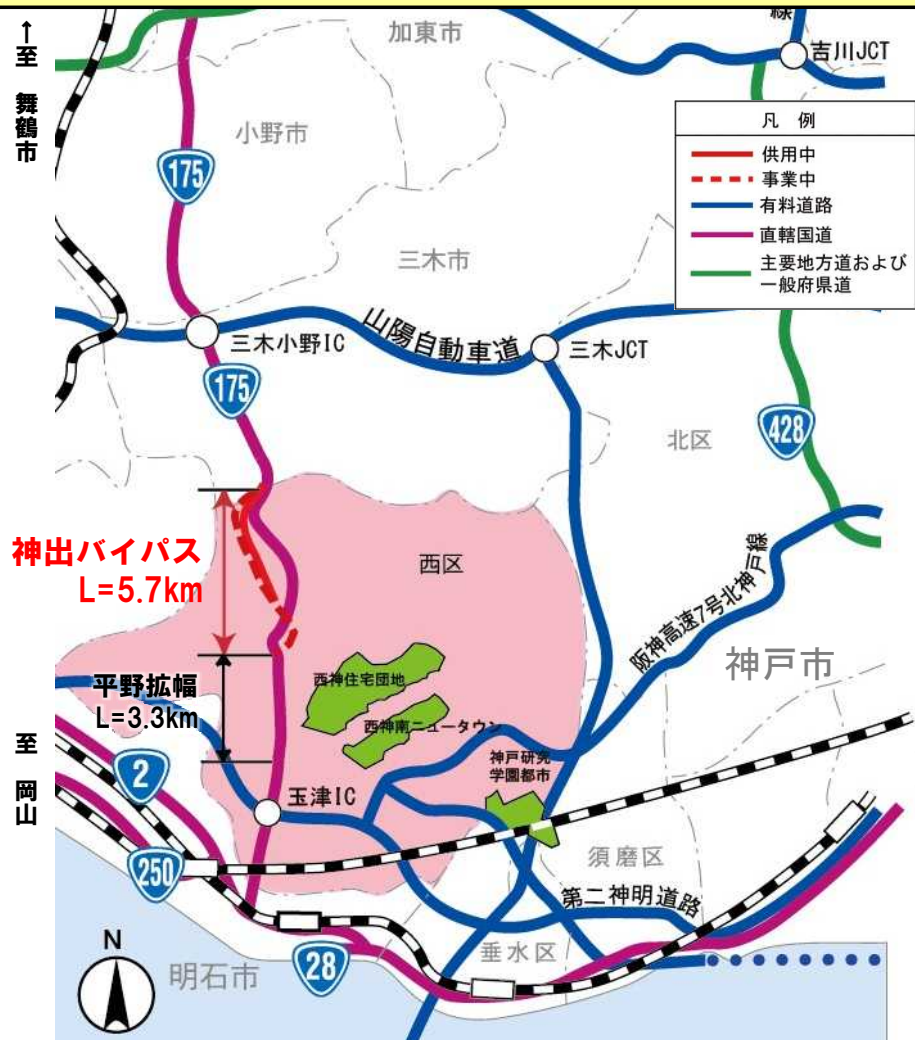 ↑至 舞鶴市
加東市
線
吉川JCT
小野市
凡 例
供用中
事業中
有料道路
直轄国道
主要地方道および
一般府県道
175
三木市
三木小野IC
山陽自動車道
三木JCT
175
北区
428
神出バイパス
L=5.7km
西区
阪神高速7号北神戸線
神戸市
平野拡幅
L=3.3km
西神住宅団地
西神南ニュータウン
神戸研究
学園都市
至 岡山
2
玉津IC
250
須磨区
第二神明道路
N
明石市
28
垂水区